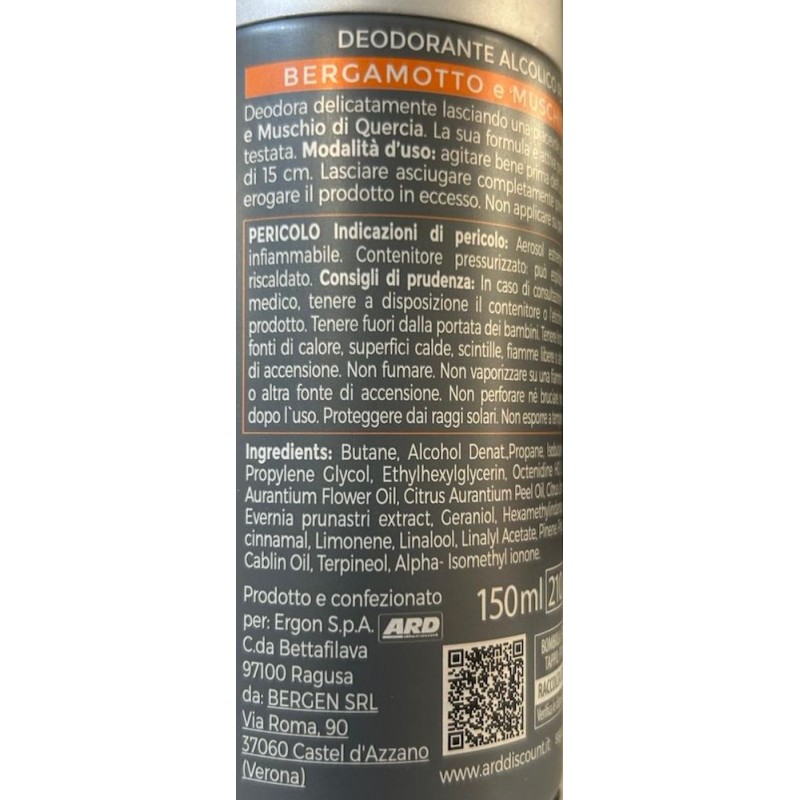 DEODORANTE ALCOLICO
BERGAMOTTO e MUSCH
Deodora delicatamente lasciando una
e Muschio di Quercia. La sua formula è
testata. Modalità d'uso: agitare bene prima
di 15 cm. Lasciare asciugare completamente
erogare il prodotto in eccesso. Non applicare
PERICOLO Indicazioni di pericolo: Aerosol
infiammabile. Contenitore pressurizzato: può
riscaldato. Consigli di prudenza: In caso di
medico, tenere a disposizione il contenitore o
prodotto. Tenere fuori dalla portata dei bambini.
fonti di calore, superfici calde, scintille, fiamme libere
di accensione. Non fumare. Non vaporizzare su una
o altra fonte di accensione. Non perforare né bruciare
dopo l`uso. Proteggere dai raggi solari. Non esporre a
Ingredients: Butane, Alcohol Denat.,Propane,
Propylene Glycol, Ethylhexylglycerin, Octenidine
Aurantium Flower Oil, Citrus Aurantium Peel Oil,
Evernia prunastri extract, Geraniol,
cinnamal, Limonene, Linalool, Linalyl Acetate,
Cablin Oil, Terpineol, Alpha- Isomethyl ionone.
Prodotto e confezionato
per: Ergon S.p.A. ARD
C.da Bettafilava
97100 Ragusa
da: BERGEN SRL
Via Roma, 90
37060 Castel d'Azzano
(Verona)
150ml 210
www.arddiscount.it